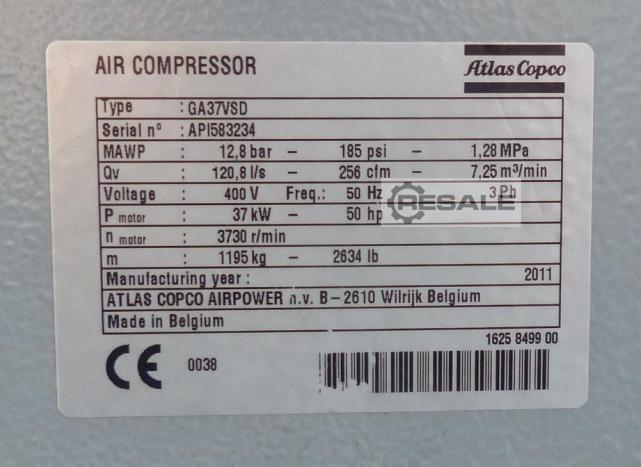 AIR COMPRESSOR
Atlas Copco
Type : GA37VSD
Serial nº : API583234
MAWP : 12,8 bar – 185 psi – 1,28 MPa
Qv : 120,8 l/s – 256 cfm – 7,25 m³/min
Voltage : 400 V Freq.: 50 Hz 3 Ph
RESALE
P motor : 37 kW – 50 hp
n motor : 3730 r/min
m : 1195 kg – 2634 lb
Manufacturing year : 2011
ATLAS COPCO AIRPOWER n.v. B – 2610 Wilrijk Belgium
Made in Belgium
1625 8499 00
CE 0038